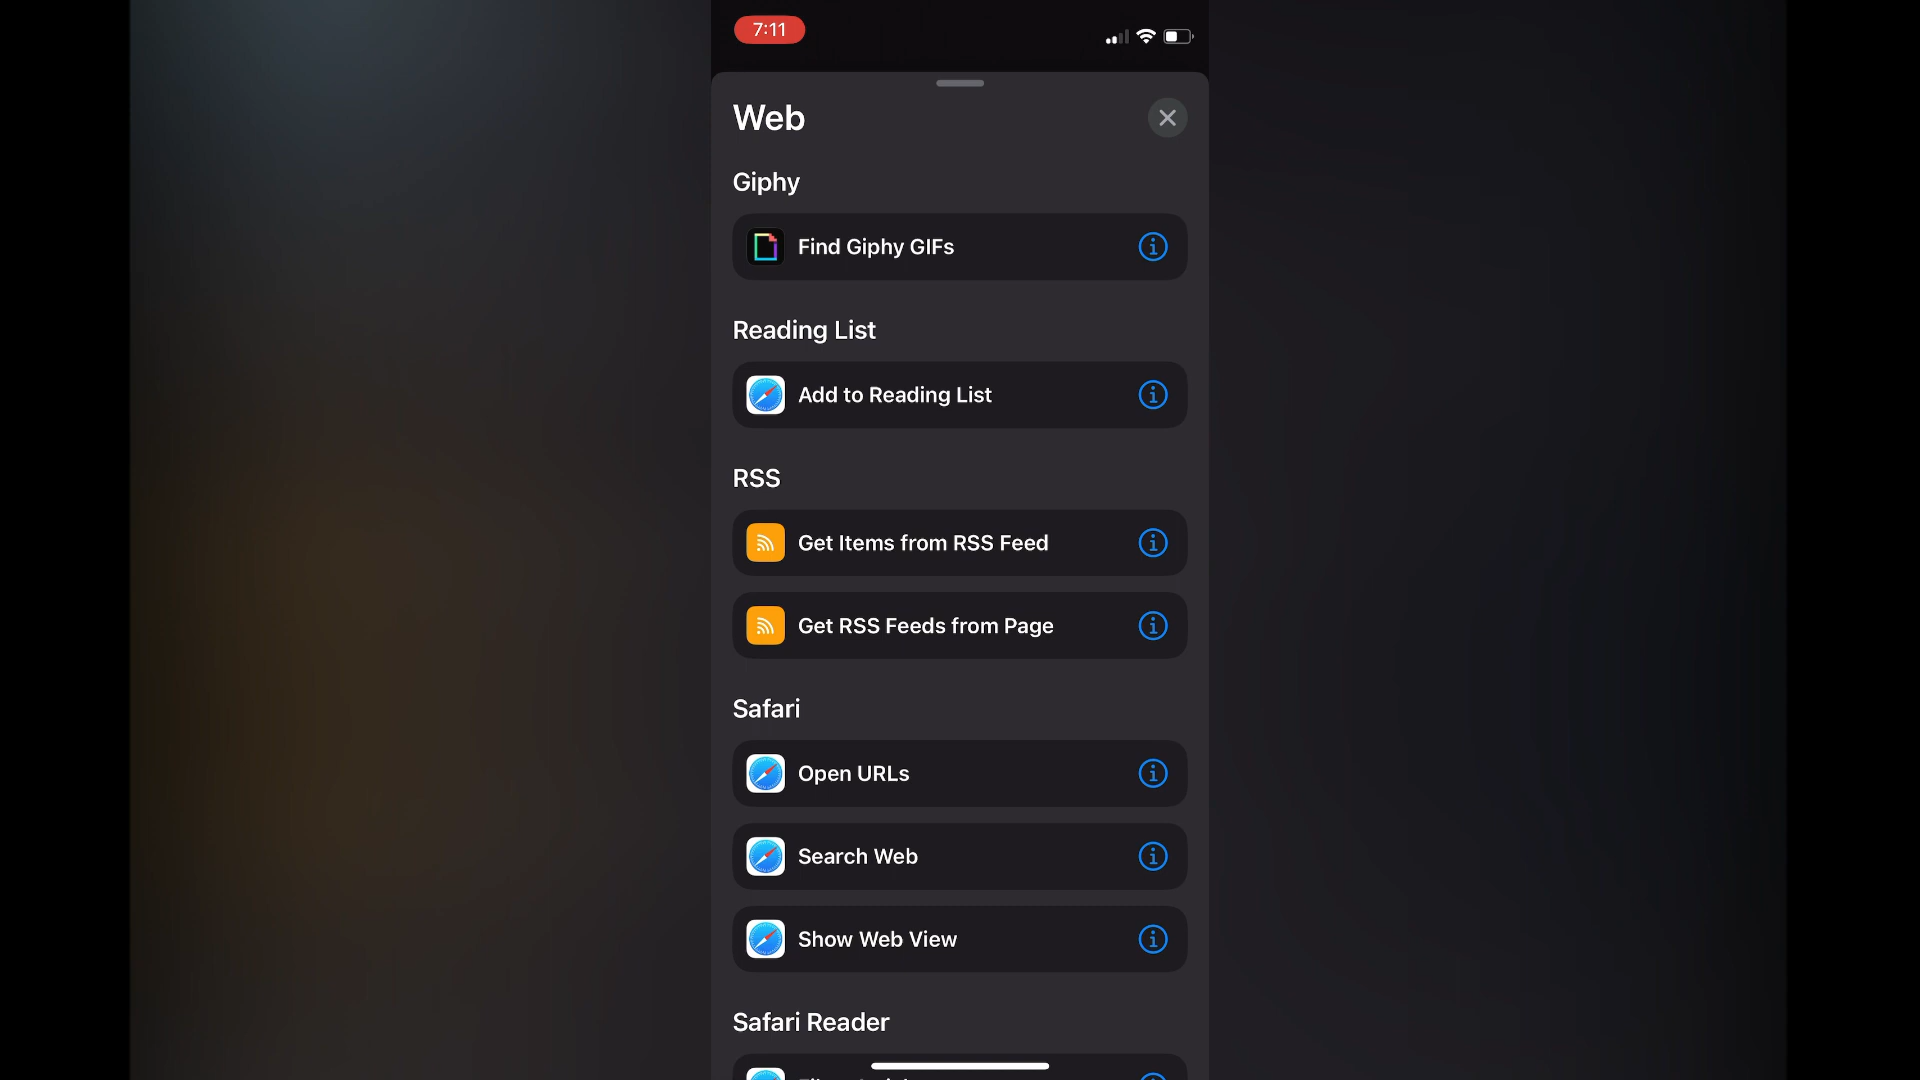 7:11
Web
Giphy
Find Giphy GIFs
Reading List
Add to Reading List
RSS
Get Items from RSS Feed
Get RSS Feeds from Page
Safari
Open URLs
Search Web
Show Web View
Safari Reader